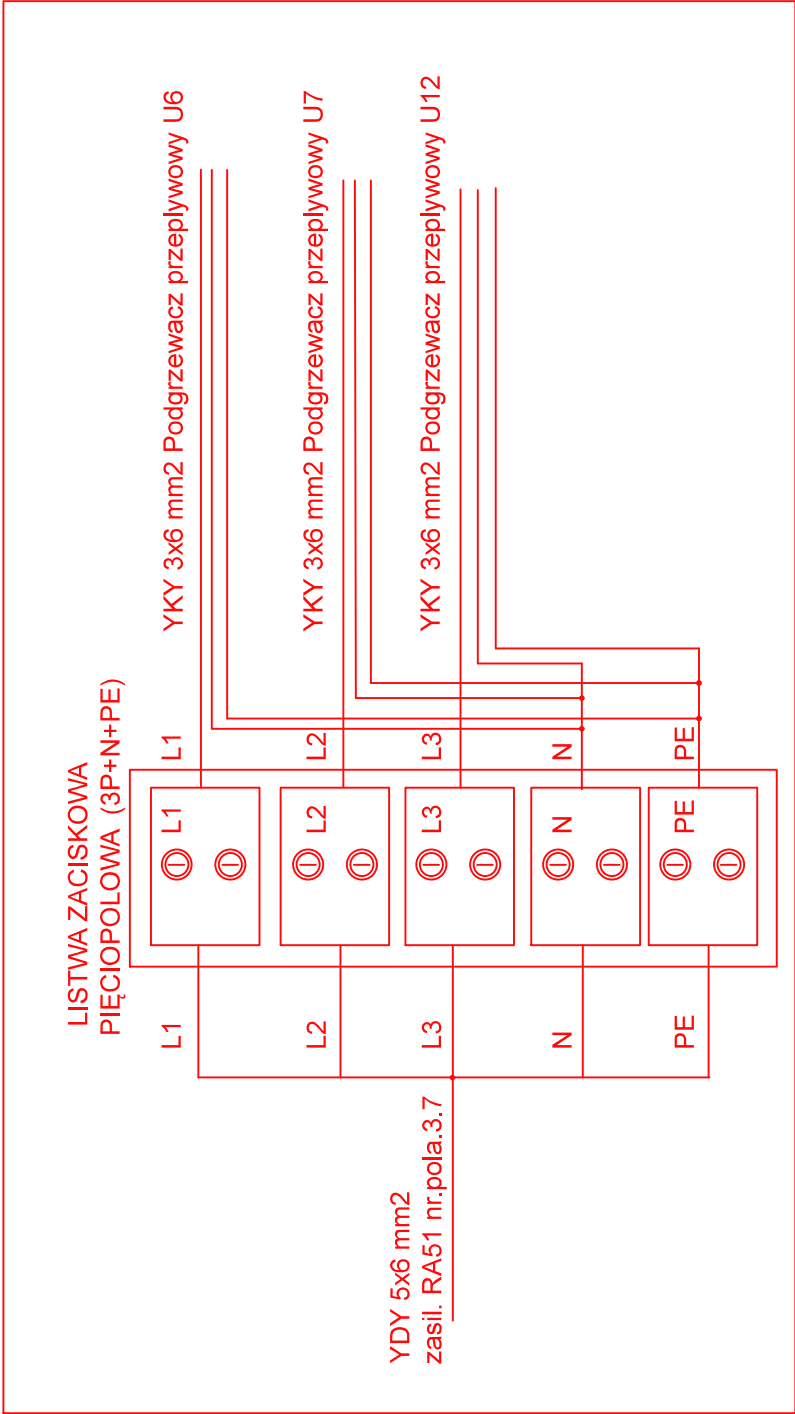 LISTWA ZACISKOWA
PIĘCIOPOLOWA (3P+N+PE)
YDY 5x6 mm2
zasil. RA51 nr.pola.3.7
L1
L1
L1
YKY 3x6 mm2 Podgrzewacz przeplywowy U6
L2
L2
L2
YKY 3x6 mm2 Podgrzewacz przeplywowy U7
L3
L3
L3
YKY 3x6 mm2 Podgrzewacz przeplywowy U12
N
N
N
PE
PE
PE